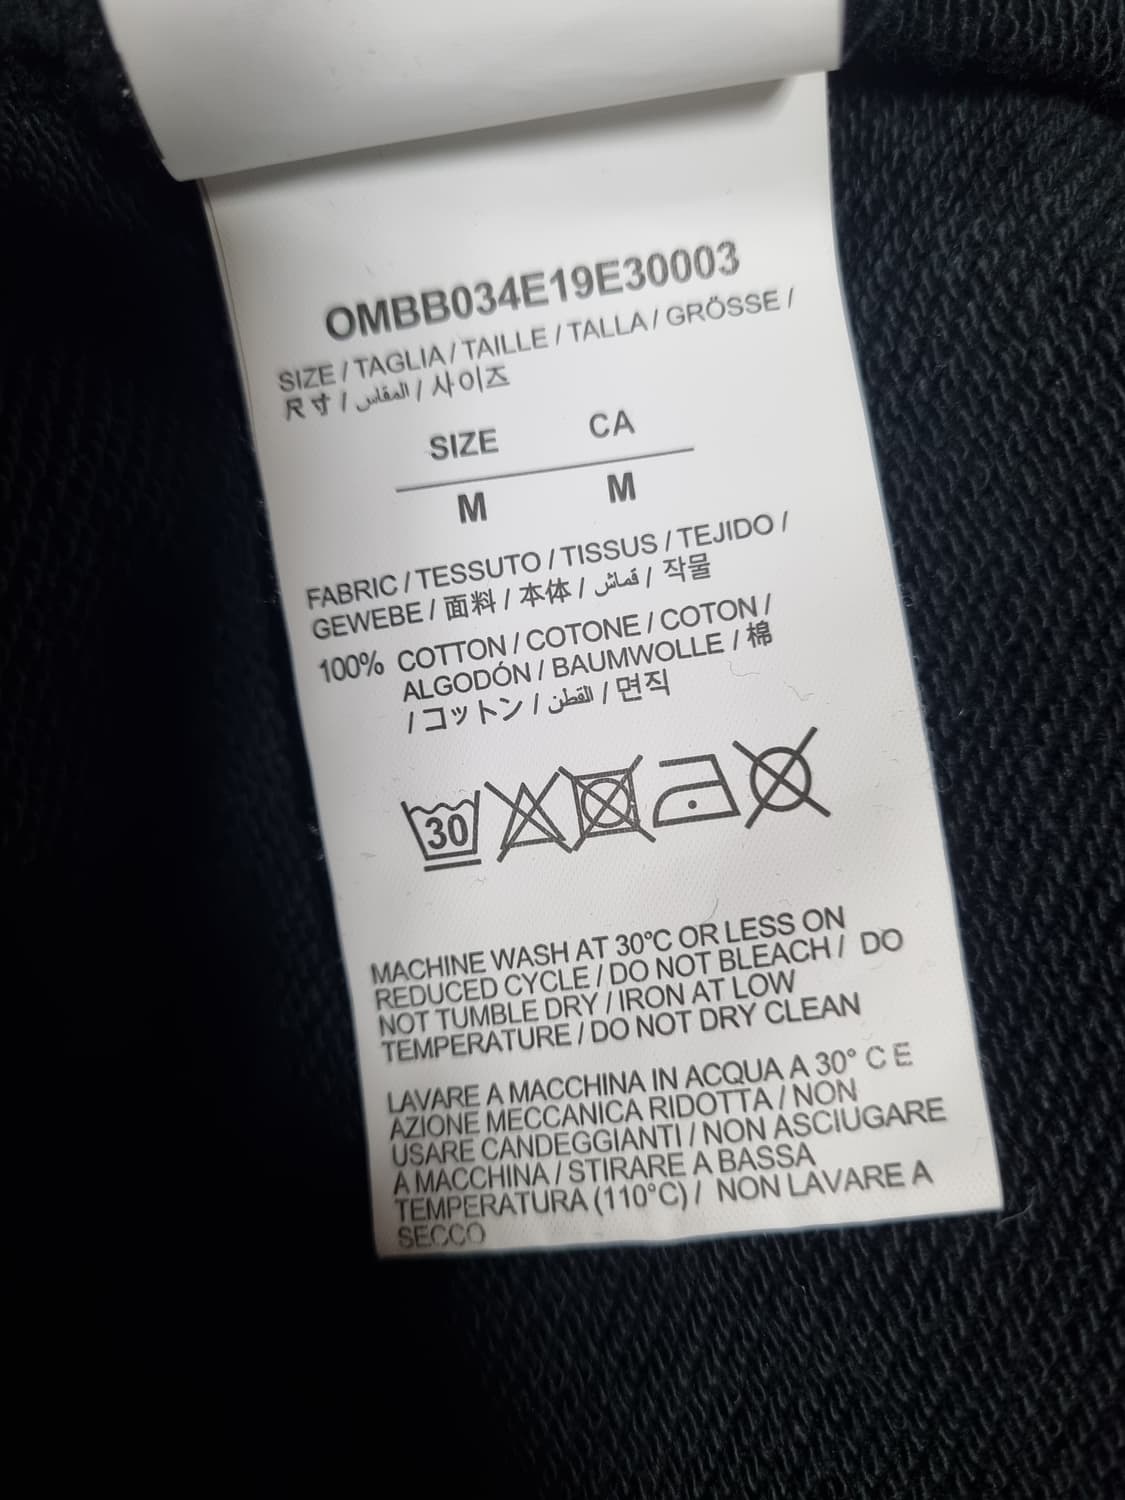 OMBB034E19E30003
SIZE / TAGLIA / TAILLE / TALLA / GRÖSSE /
尺寸 / المقاس / 사이즈
SIZE CA
M M
FABRIC / TESSUTO / TISSUS / TEJIDO /
GEWEBE / 面料 / 本体 / قماش / 작물
100% COTTON / COTONE / COTON /
ALGODÓN / BAUMWOLLE / 棉
/ コットン / القطن / 면직
30
MACHINE WASH AT 30°C OR LESS ON
REDUCED CYCLE / DO NOT BLEACH / DO
NOT TUMBLE DRY / IRON AT LOW
TEMPERATURE / DO NOT DRY CLEAN
LAVARE A MACCHINA IN ACQUA A 30° C E
AZIONE MECCANICA RIDOTTA / NON
USARE CANDEGGIANTI / NON ASCIUGARE
A MACCHINA / STIRARE A BASSA
TEMPERATURA (110°C) / NON LAVARE A
SECCO